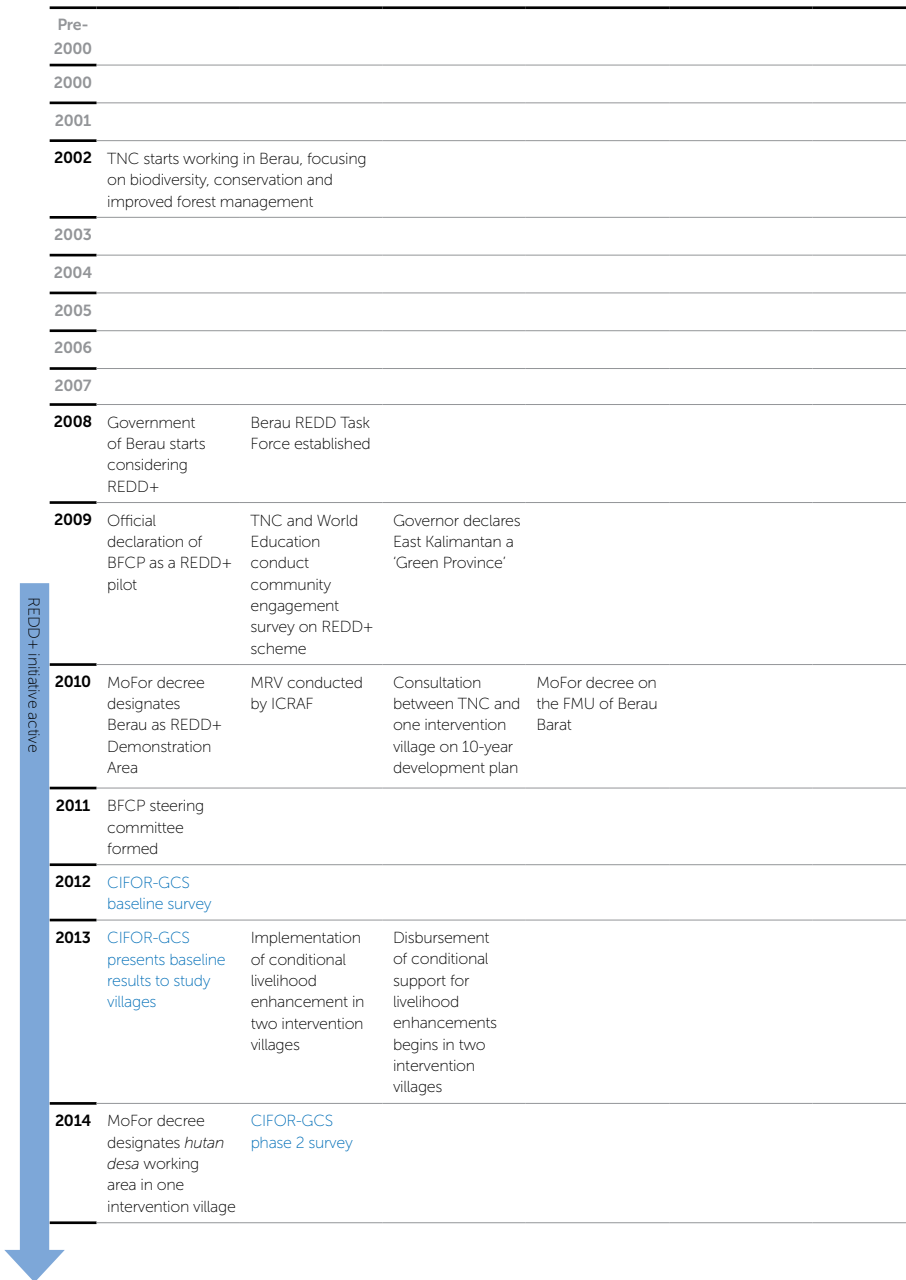 Pre-
2000
2000
2001
2002
TNC starts working in Berau, focusing
on biodiversity, conservation and
improved forest management
2003
2004
2005
2006
2007
2008
Government
of Berau starts
considering
REDD+
Berau REDD Task
Force established
2009
Official
declaration of
BFCP as a REDD+
pilot
TNC and World
Education
conduct
community
engagement
survey on REDD+
scheme
Governor declares
East Kalimantan a
‘Green Province’
REDD+ initiative active
2010
MoFor decree
designates
Berau as REDD+
Demonstration
Area
MRV conducted
by ICRAF
Consultation
between TNC and
one intervention
village on 10-year
development plan
MoFor decree on
the FMU of Berau
Barat
2011
BFCP steering
committee
formed
2012
CIFOR-GCS
baseline survey
2013
CIFOR-GCS
presents baseline
results to study
villages
Implementation
of conditional
livelihood
enhancement in
two intervention
villages
Disbursement
of conditional
support for
livelihood
enhancements
begins in two
intervention
villages
2014
MoFor decree
designates hutan
desa working
area in one
intervention village
CIFOR-GCS
phase 2 survey